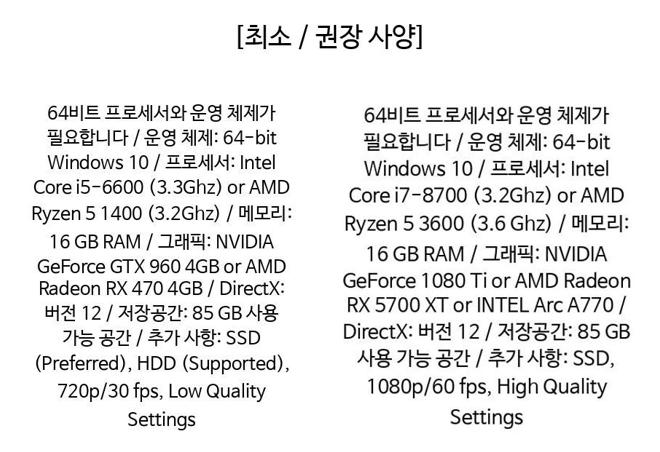 [최소 / 권장 사양]
64비트 프로세서와 운영 체제가
필요합니다 / 운영 체제: 64-bit
Windows 10 / 프로세서: Intel
Core i5-6600 (3.3Ghz) or AMD
Ryzen 5 1400 (3.2Ghz) / 메모리:
16 GB RAM / 그래픽: NVIDIA
GeForce GTX 960 4GB or AMD
Radeon RX 470 4GB / DirectX:
버전 12 / 저장공간: 85 GB 사용
가능 공간 / 추가 사항: SSD
(Preferred), HDD (Supported),
720p/30 fps, Low Quality
Settings
64비트 프로세서와 운영 체제가
필요합니다 / 운영 체제: 64-bit
Windows 10 / 프로세서: Intel
Core i7-8700 (3.2Ghz) or AMD
Ryzen 5 3600 (3.6 Ghz) / 메모리:
16 GB RAM / 그래픽: NVIDIA
GeForce 1080 Ti or AMD Radeon
RX 5700 XT or INTEL Arc A770 /
DirectX: 버전 12 / 저장공간: 85 GB
사용 가능 공간 / 추가 사항: SSD,
1080p/60 fps, High Quality
Settings